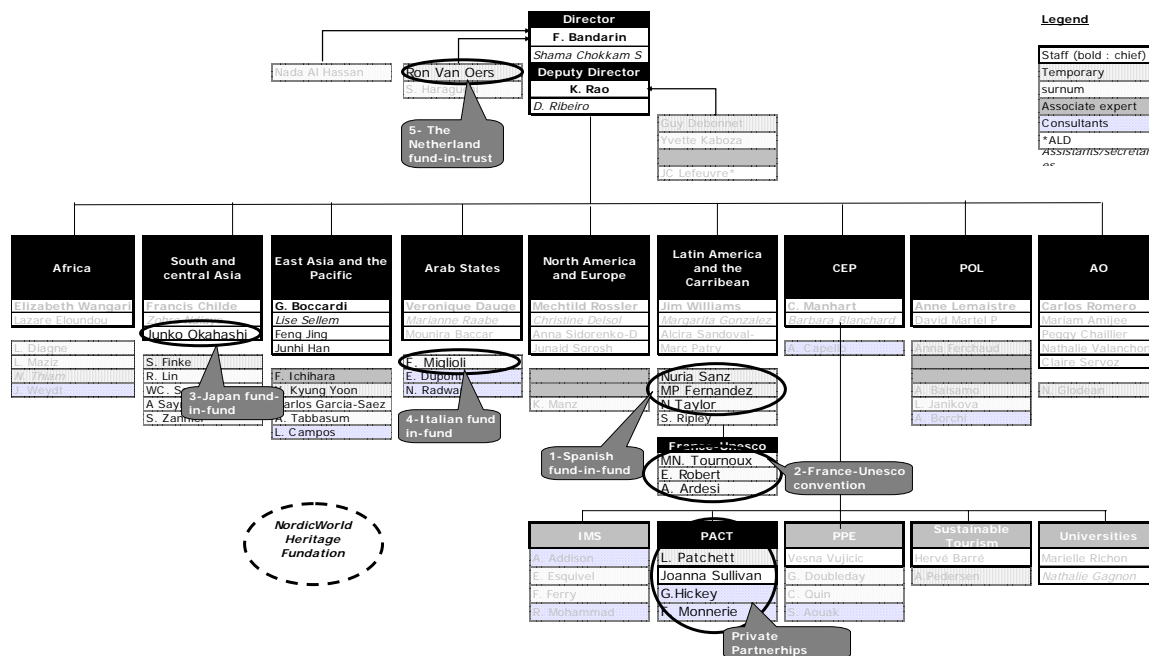 Director
F. Bandarin
Shama Chokkam S
Deputy Director
K. Rao
D. Ribeiro
Legend
Staff (bold : chief)
Temporary
surnum
Associate expert
Consultants
*ALD
Nada Al Hassan
Ron Van Oers
S.
5- The
Netherland
fund-in-trust
Guy Debonnet
Yvette Kaboza
JC Lefeuvre*
Africa
Elizabeth Wangari
Lazare Eloundou
L. Diagne
L. Maziz
N. Thiam
J. Weydt
South and
central Asia
Francis Childe
Junko Okahashi
S. Finke
R. Lin
WC. S
A Say
S. Zanner
3-Japan fund-
in-fund
East Asia and the
Pacific
G. Boccardi
Lise Sellem
Feng Jing
Junhi Han
F. Ichihara
Kyung Yoon
Carlos Garcia-Saez
A. Tabbasum
L. Campos
Arab States
Veronique Dauge
Marianne Raabe
Mounira Baccar
F. Miglioli
E. Dupont
N. Radwa
4-Italian fund
in-fund
North America
and Europe
Mechtild Rossler
Christine Delsol
Anna Sidorenko-D
Junaid Sorosh
K. Manz
Latin America
and the
Carribean
Jim Williams
Margarita Gonzalez
Alcira Sandoval-
Marc Patry
Nuria Sanz
MP Fernandez
N Taylor
S. Ripley
1-Spanish
fund-in-fund
France-Unesco
MN. Tournoux
E. Robert
A. Ardesi
2-France-Unesco
convention
CEP
C. Manhart
Barbara Blanchard
A. Capello
POL
Anne Lemaistre
David Martel P
Anna Ferchaud
A. Balsamo
L. Janikova
A. Borchi
AO
Carlos Romero
Mariam Amijee
Peggy Chaillier
Nathalie Valanchon
Claire Servoz
N. Glodean
NordicWorld
Heritage
Fundation
IMS
A. Addison
E. Esquivel
F. Ferry
R. Mohammad
PACT
L. Patchett
Joanna Sullivan
G.Hickey
F. Monnerie
Private
Partnerhips
PPE
Vesna Vujicic
G. Doubleday
C. Quin
S. Aouak
Sustainable
Tourism
Hervé Barré
A.Pedersen
Universities
Marielle Richon
Nathalie Gagnon